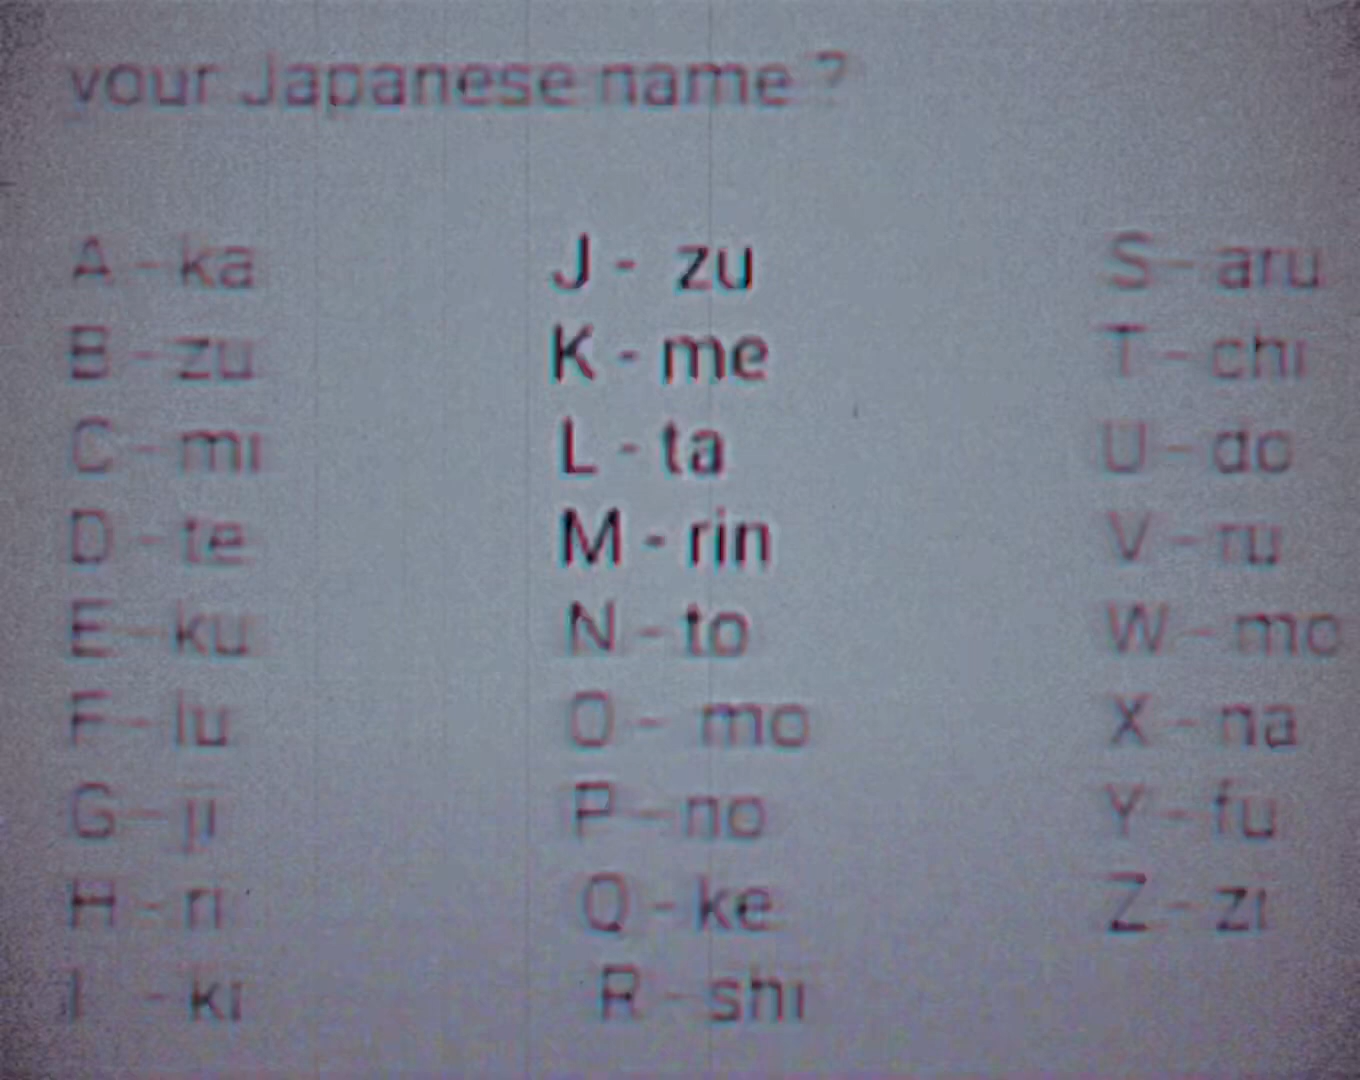 your Japanese name ?
A - ka
B - zu
C - mi
D - te
E - ku
F - lu
G - ji
H - ri
I - ki
J - zu
K - me
L - ta
M - rin
N - to
O - mo
P - no
Q - ke
R - shi
S - aru
T - chi
U - do
V - ru
W - mo
X - na
Y - fu
Z - zi